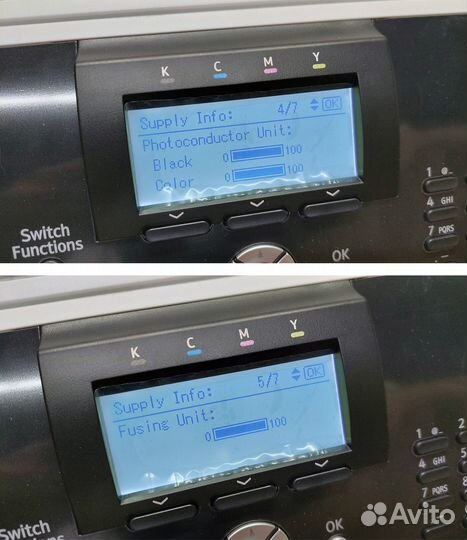 K C M Y
Supply Info: 4/7 OK
Photoconductor Unit:
Black 0 100
Color 0 100
Switch
Functions
OK
1 @_
4 GHI
7 PQRS
K C M Y
Supply Info: 5/7 OK
Fusing Unit:
0 100
Switch
Functions
OK
1 @_
4 GHI
7 PQRS
Avito